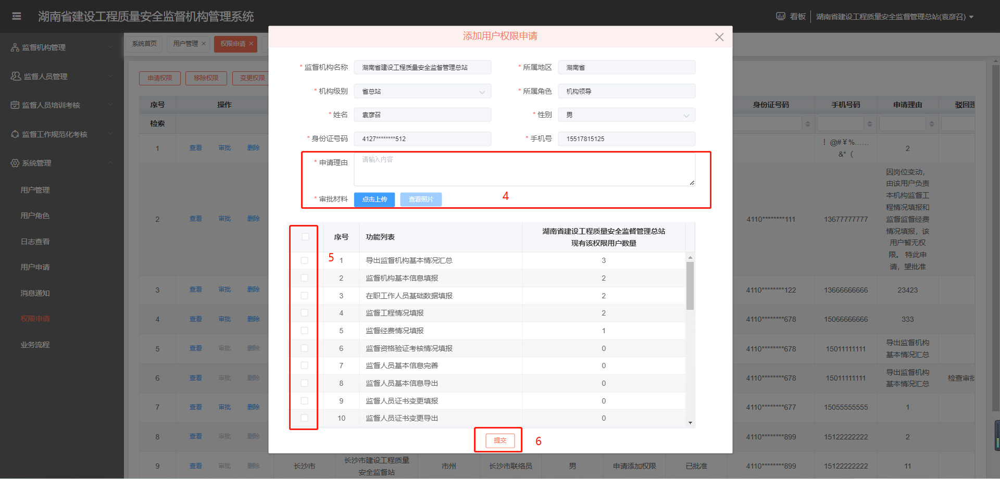 湖南省建设工程质量安全监督机构管理系统
看板
湖南省建设工程质量安全监督管理总站(袁彦召)
监督机构管理
监督人员管理
监督人员培训考核
监督工作规范化考核
系统管理
用户管理
用户角色
日志查看
用户申请
消息通知
权限申请
业务流程
系统首页
用户管理 ×
权限申请 ×
申请权限
移除权限
变更权限
添加用户权限申请
* 监督机构名称 湖南省建设工程质量安全监督管理总站
* 所属地区 湖南省
* 机构级别 省总站
* 所属角色 机构领导
* 姓名 袁彦召
* 性别 男
* 身份证号码 4127********512
* 手机号 15517815125
* 申请理由 请输入内容
* 审批材料 点击上传 查看照片
4
序号 功能列表 湖南省建设工程质量安全监督管理总站
现有该权限用户数量
5
1 导出监督机构基本情况汇总 3
2 监督机构基本信息填报 2
3 在职工作人员基础数据填报 2
4 监督工程情况填报 2
5 监督经费情况填报 1
6 监督资格验证考核情况填报 0
7 监督人员基本信息完善 0
8 监督人员基本信息导出 0
9 监督人员证书变更填报 0
10 监督人员证书变更导出 0
提交
6
序号 操作 身份证号码 手机号码 申请理由 驳回理
检索
1 查看 审批 删除 ！@#￥%…… 2
&*（
2 查看 审批 删除 4110********111 13677777777
因岗位变动，
由该用户负责
本机构监督工
程情况填报和
监督监督经费
情况填报，该
用户暂无权
限。 特此申
请，望批准
3 查看 审批 删除 4110********122 13666666666 23423
4 查看 审批 删除 4110********678 15066666666 333
5 查看 审批 删除 4110********678 15011111111 导出监督机构
基本情况汇总
6 查看 审批 删除 4110********678 15011111111 导出监督机构
基本情况汇总
检查审批
7 查看 审批 删除 4110********677 15055555555 1
8 查看 审批 删除 4110********899 15122222222 2
9 查看 审批 删除 长沙市 长沙市建设工程质量
安全监督站
市州 长沙市联络员 男 申请添加权限 已批准 4110********899 15122222222 11